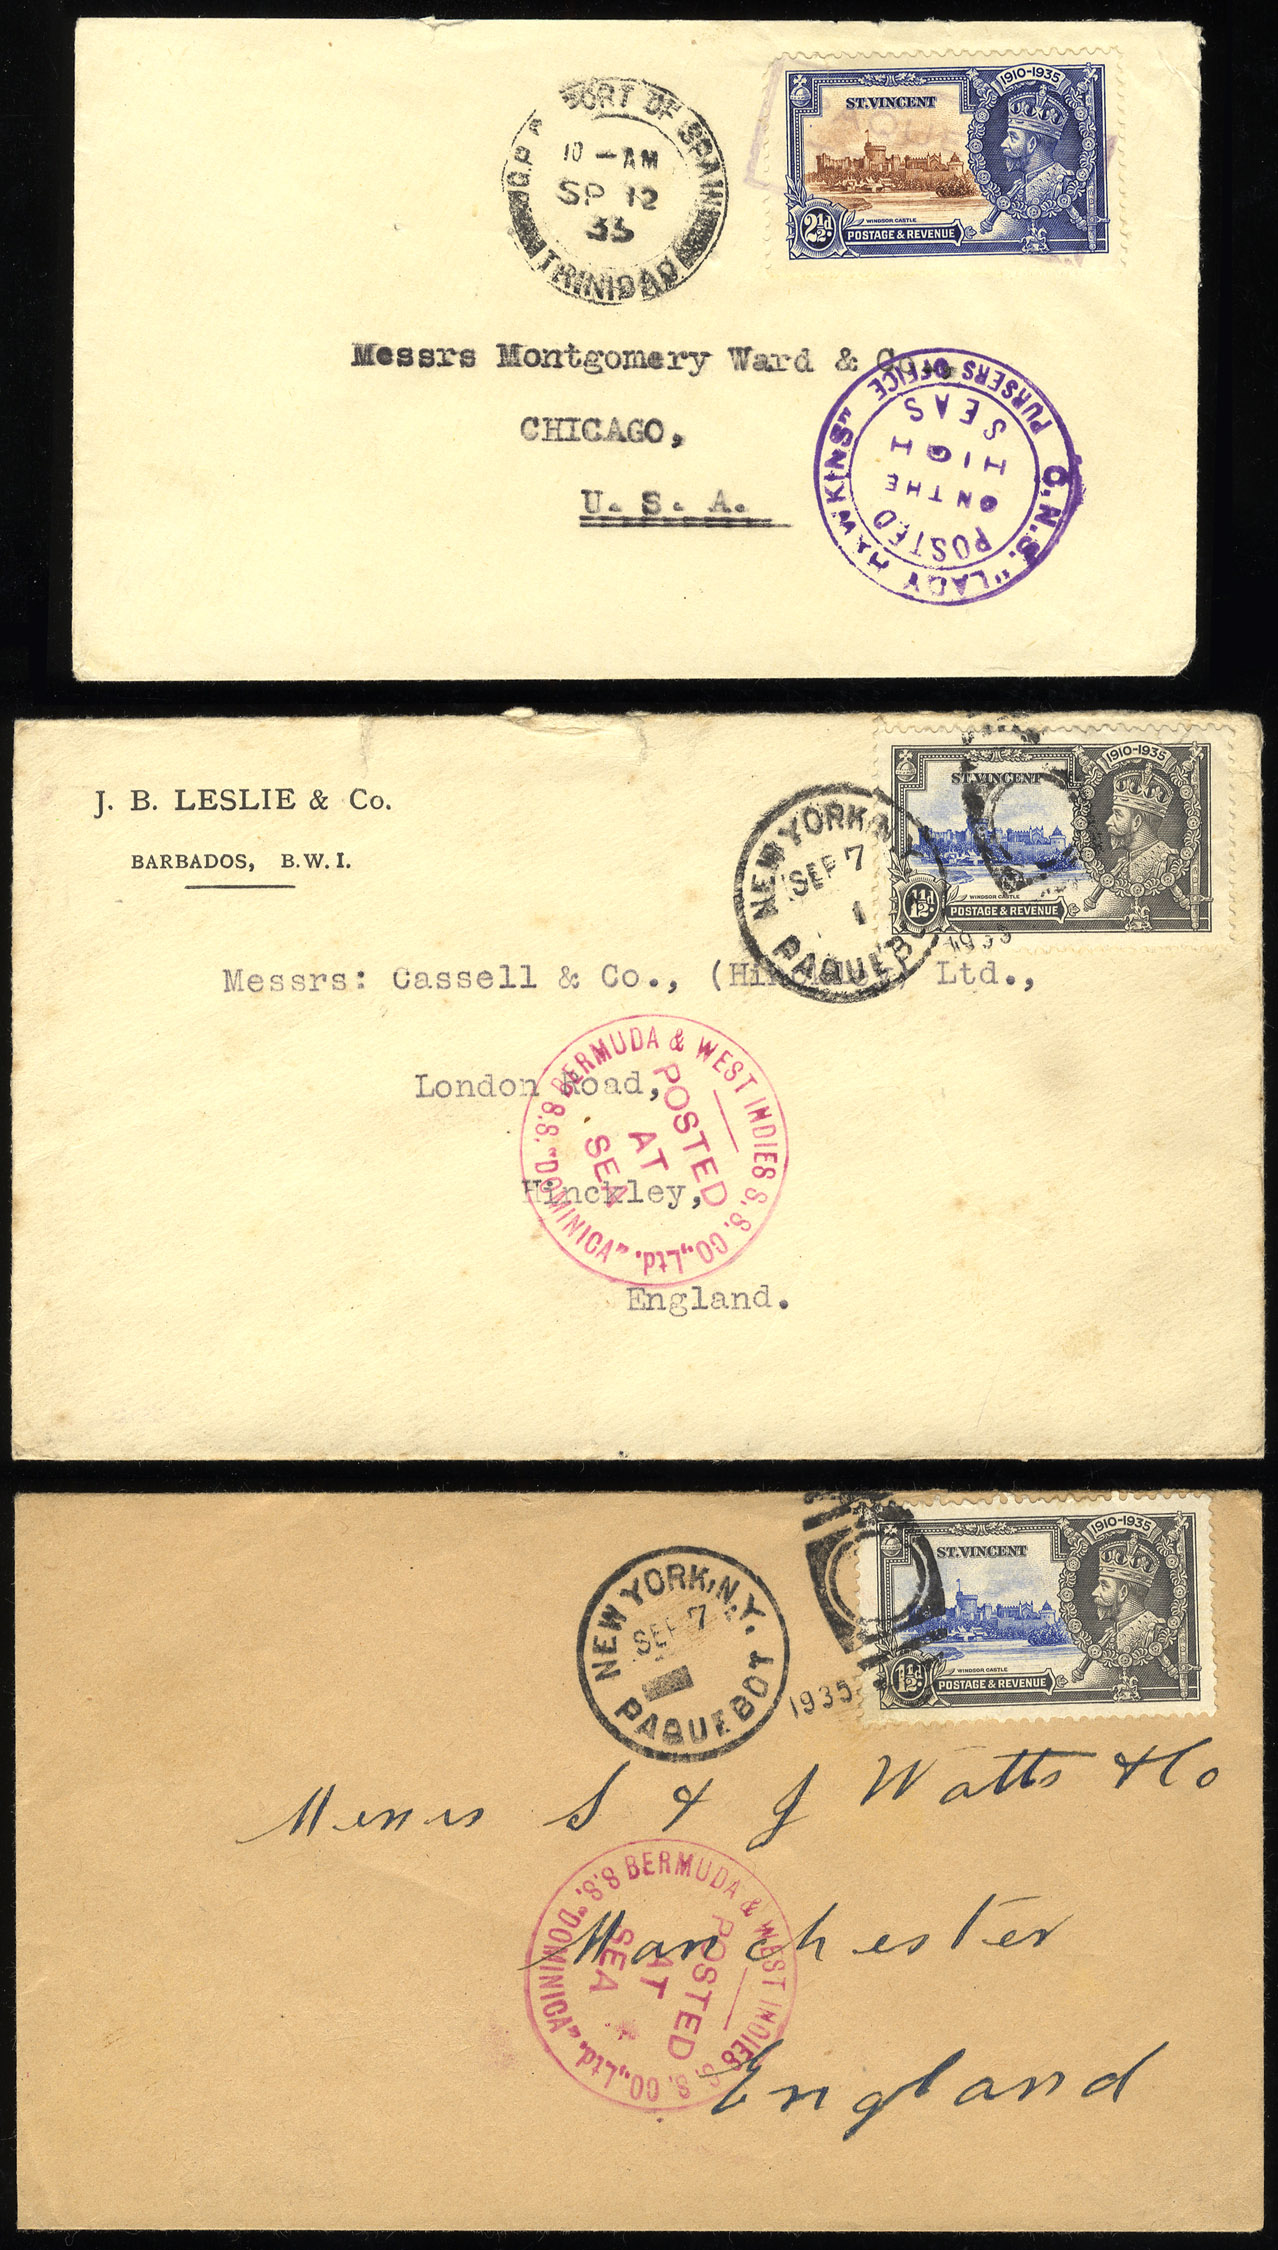 G.P.O. PORT OF SPAIN
10 — AM
SP 12
35
TRINIDAD
1910-1935
ST. VINCENT
WINDSOR CASTLE
2½d.
POSTAGE & REVENUE
Messrs Montgomery Ward & Co.,
CHICAGO,
U. S. A.
C.N.S. "LADY HAWKINS" PURSERS OFFICE
POSTED
ON THE
HIGH
SEAS
J. B. LESLIE & Co.
BARBADOS, B.W.I.
NEW YORK, N.Y.
SEP 7
1
PAQUEBOT
1935
1910-1935
ST. VINCENT
WINDSOR CASTLE
1½d.
POSTAGE & REVENUE
Messrs: Cassell & Co., (Hinckley) Ltd.,
London Road,
Hinckley,
England.
BERMUDA & WEST INDIES S.S. CO., Ltd.
S.S. "DOMINICA"
POSTED
AT
SEA
NEW YORK, N.Y.
SEP 7
PAQUEBOT
1935
1910-1935
ST. VINCENT
WINDSOR CASTLE
1½d.
POSTAGE & REVENUE
Messrs S & J Watts & Co
Manchester
England
BERMUDA & WEST INDIES S.S. CO., Ltd.
S.S. "DOMINICA"
POSTED
AT
SEA